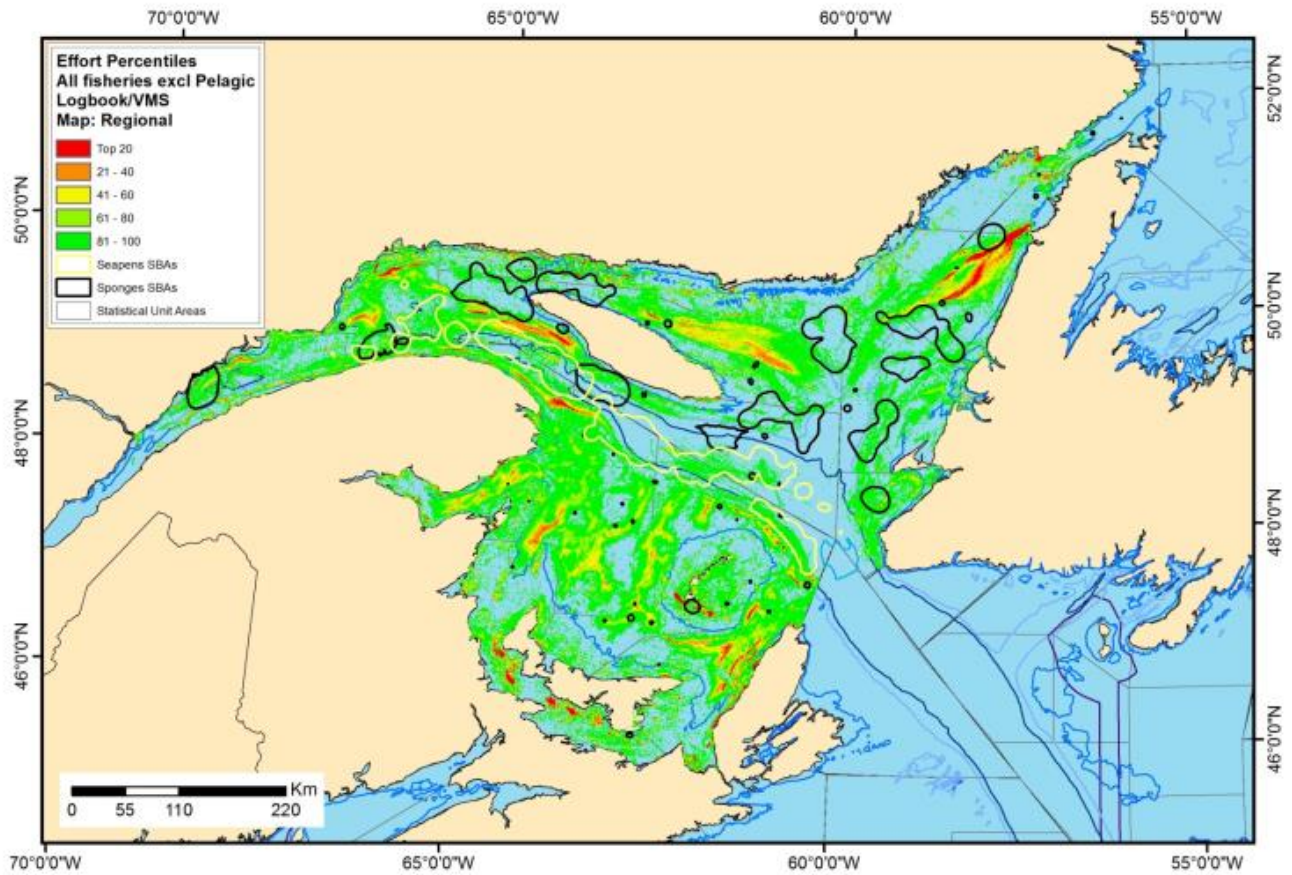 70°0'0"W 65°0'0"W 60°0'0"W 55°0'0"W
Effort Percentiles
All fisheries excl Pelagic
Logbook/VMS
Map: Regional
Top 20
21 - 40
41 - 60
61 - 80
81 - 100
Seapens SBAs
Sponges SBAs
Statistical Unit Areas
50°0'0"N
48°0'0"N
46°0'0"N
52°0'0"N
50°0'0"N
48°0'0"N
46°0'0"N
Km
0 55 110 220
70°0'0"W 65°0'0"W 60°0'0"W 55°0'0"W